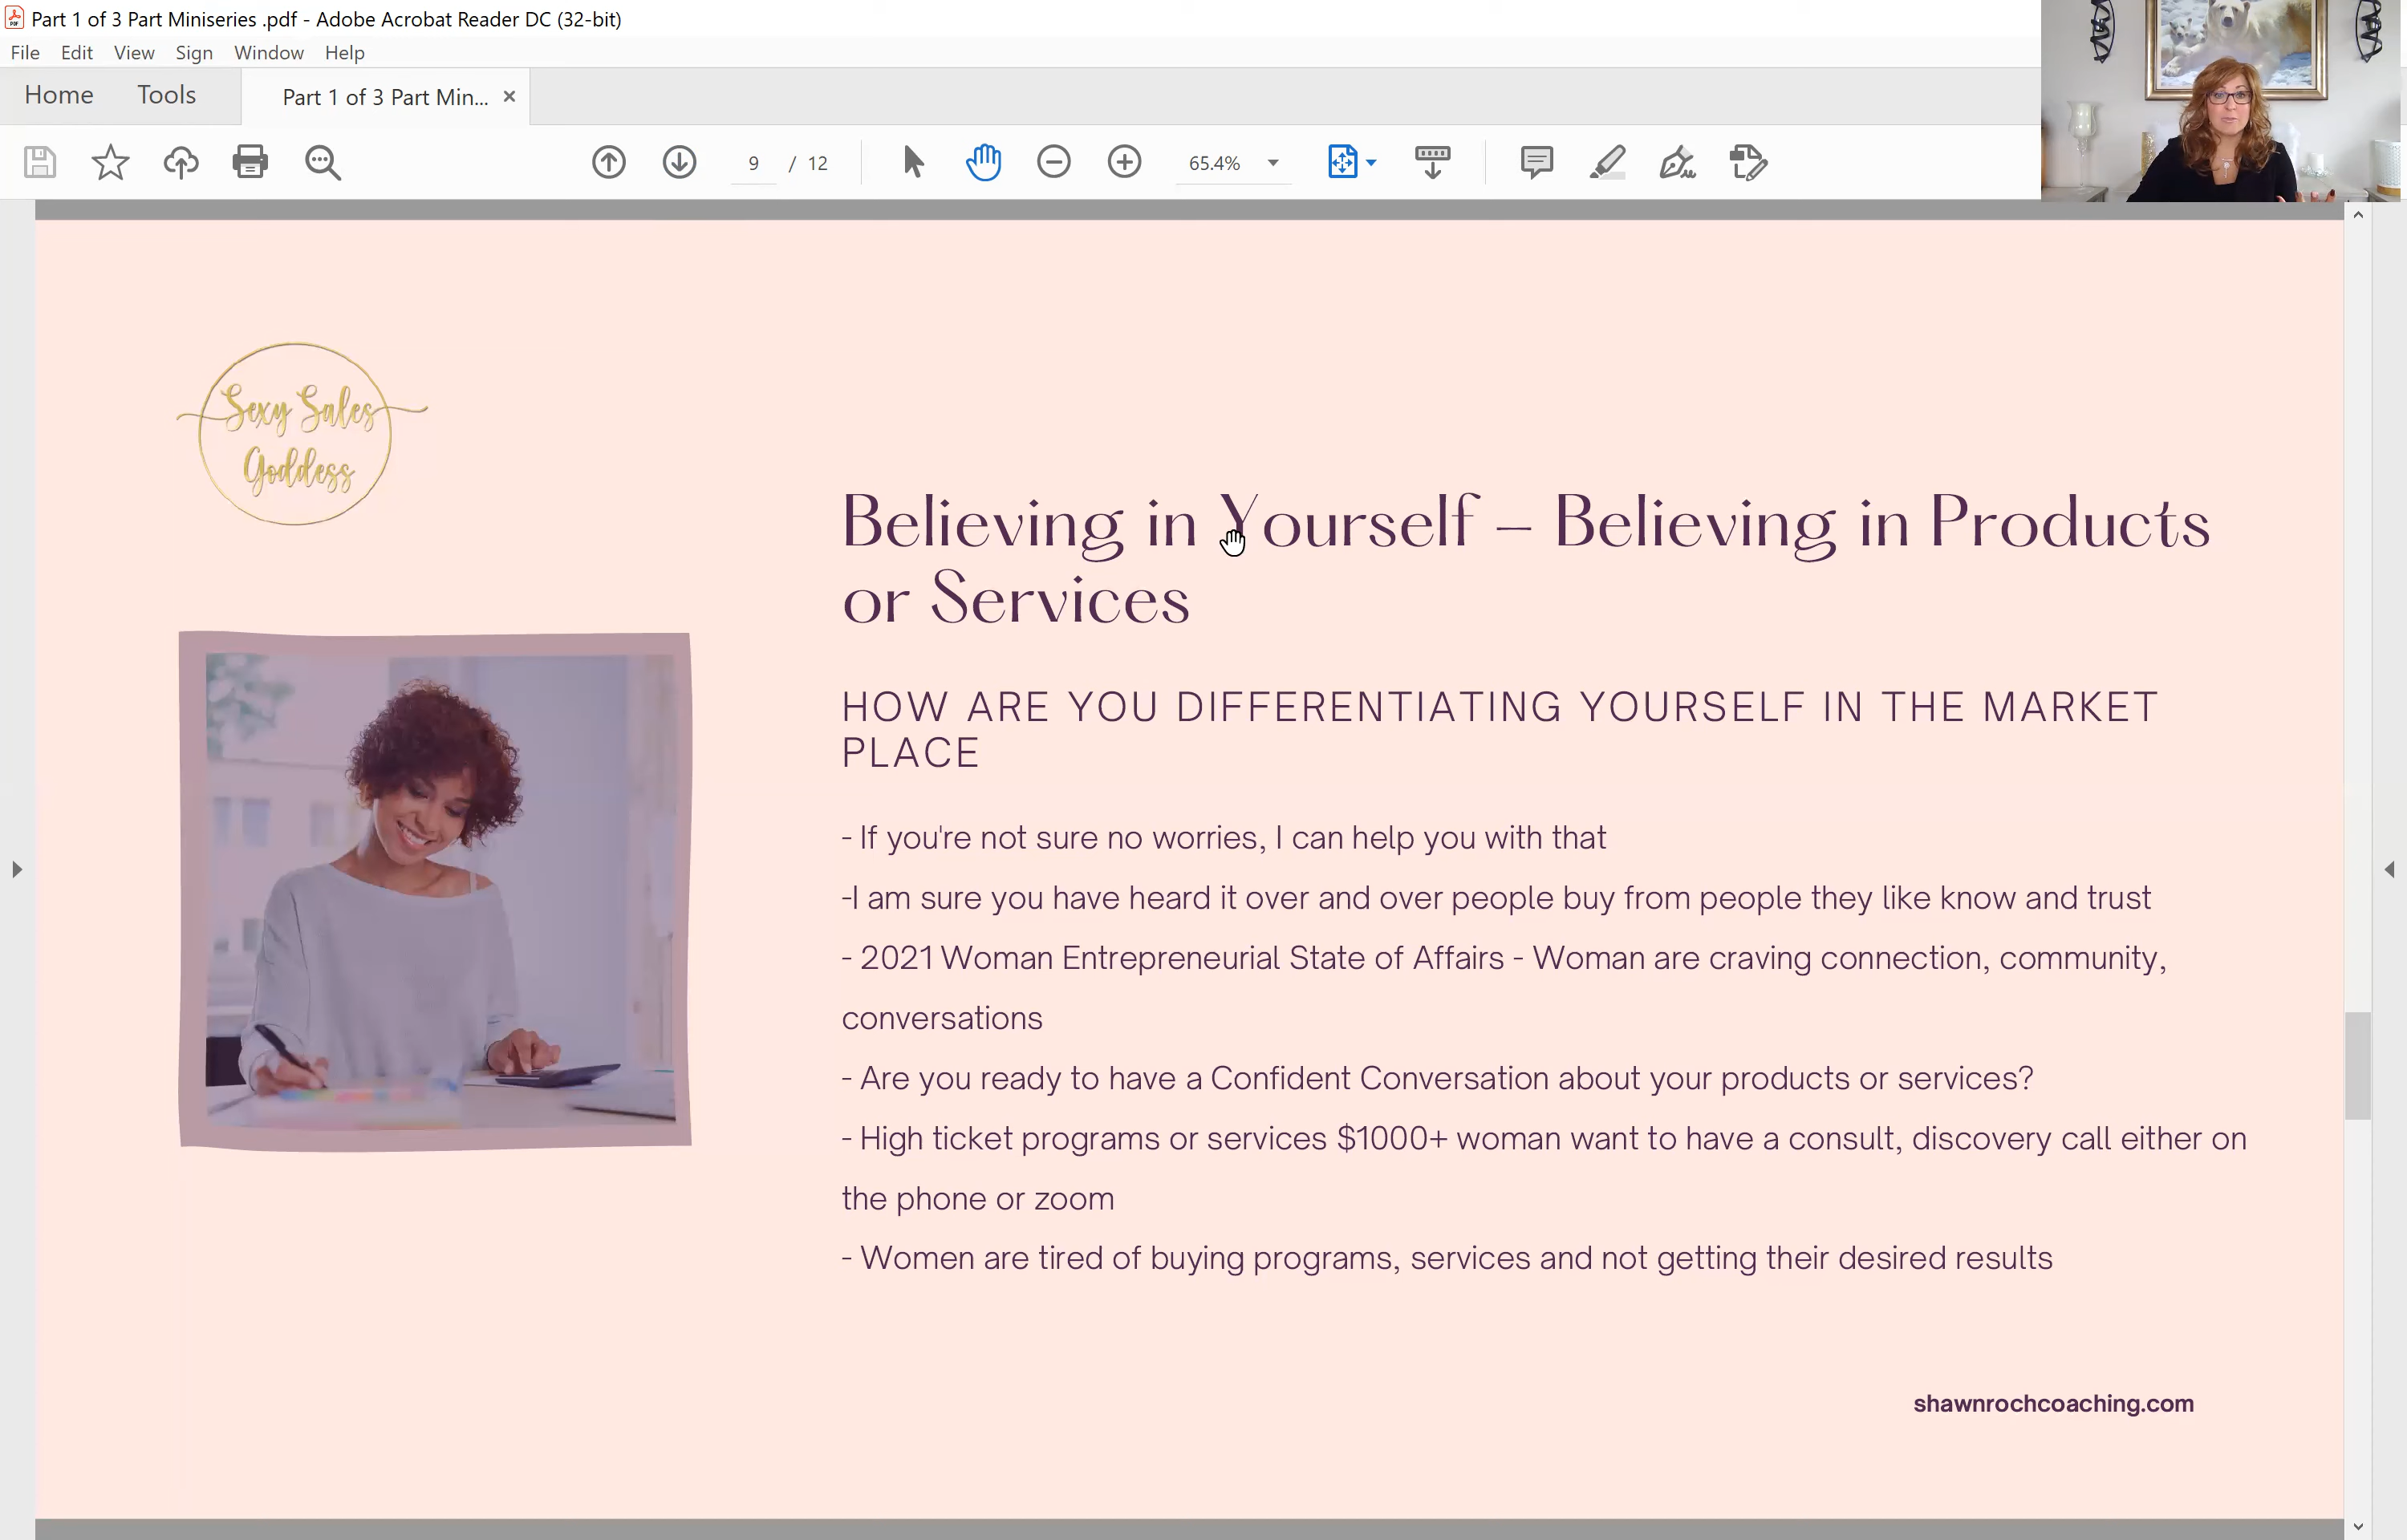 Part 1 of 3 Part Miniseries .pdf - Adobe Acrobat Reader DC (32-bit)
File Edit View Sign Window Help
Home Tools Part 1 of 3 Part Min... ×
9 / 12 65.4%
Sexy Sales
Goddess
Believing in Yourself – Believing in Products
or Services
HOW ARE YOU DIFFERENTIATING YOURSELF IN THE MARKET
PLACE
- If you're not sure no worries, I can help you with that
-I am sure you have heard it over and over people buy from people they like know and trust
- 2021 Woman Entrepreneurial State of Affairs - Woman are craving connection, community,
conversations
- Are you ready to have a Confident Conversation about your products or services?
- High ticket programs or services $1000+ woman want to have a consult, discovery call either on
the phone or zoom
- Women are tired of buying programs, services and not getting their desired results
shawnrochcoaching.com